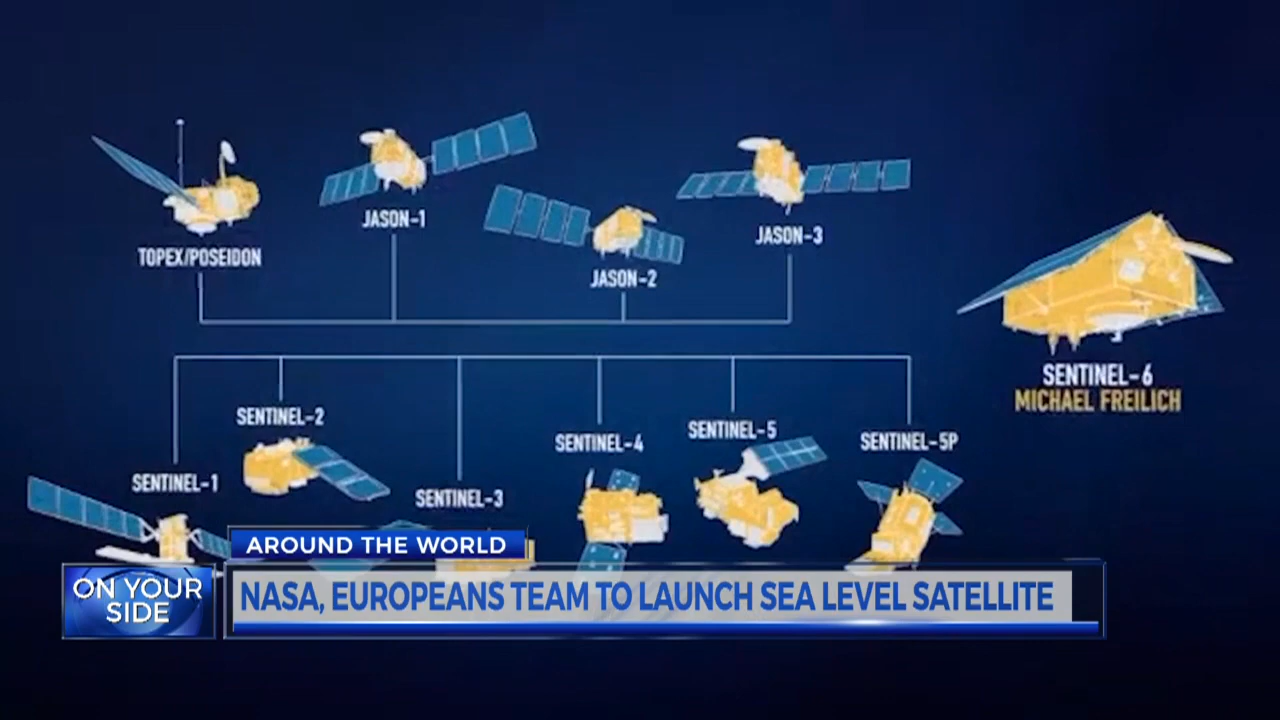 TOPEX/POSEIDON
JASON-1
JASON-2
JASON-3
SENTINEL-6
MICHAEL FREILICH
SENTINEL-1
SENTINEL-2
SENTINEL-3
SENTINEL-4
SENTINEL-5
SENTINEL-5P
AROUND THE WORLD
ON YOUR
SIDE
NASA, EUROPEANS TEAM TO LAUNCH SEA LEVEL SATELLITE